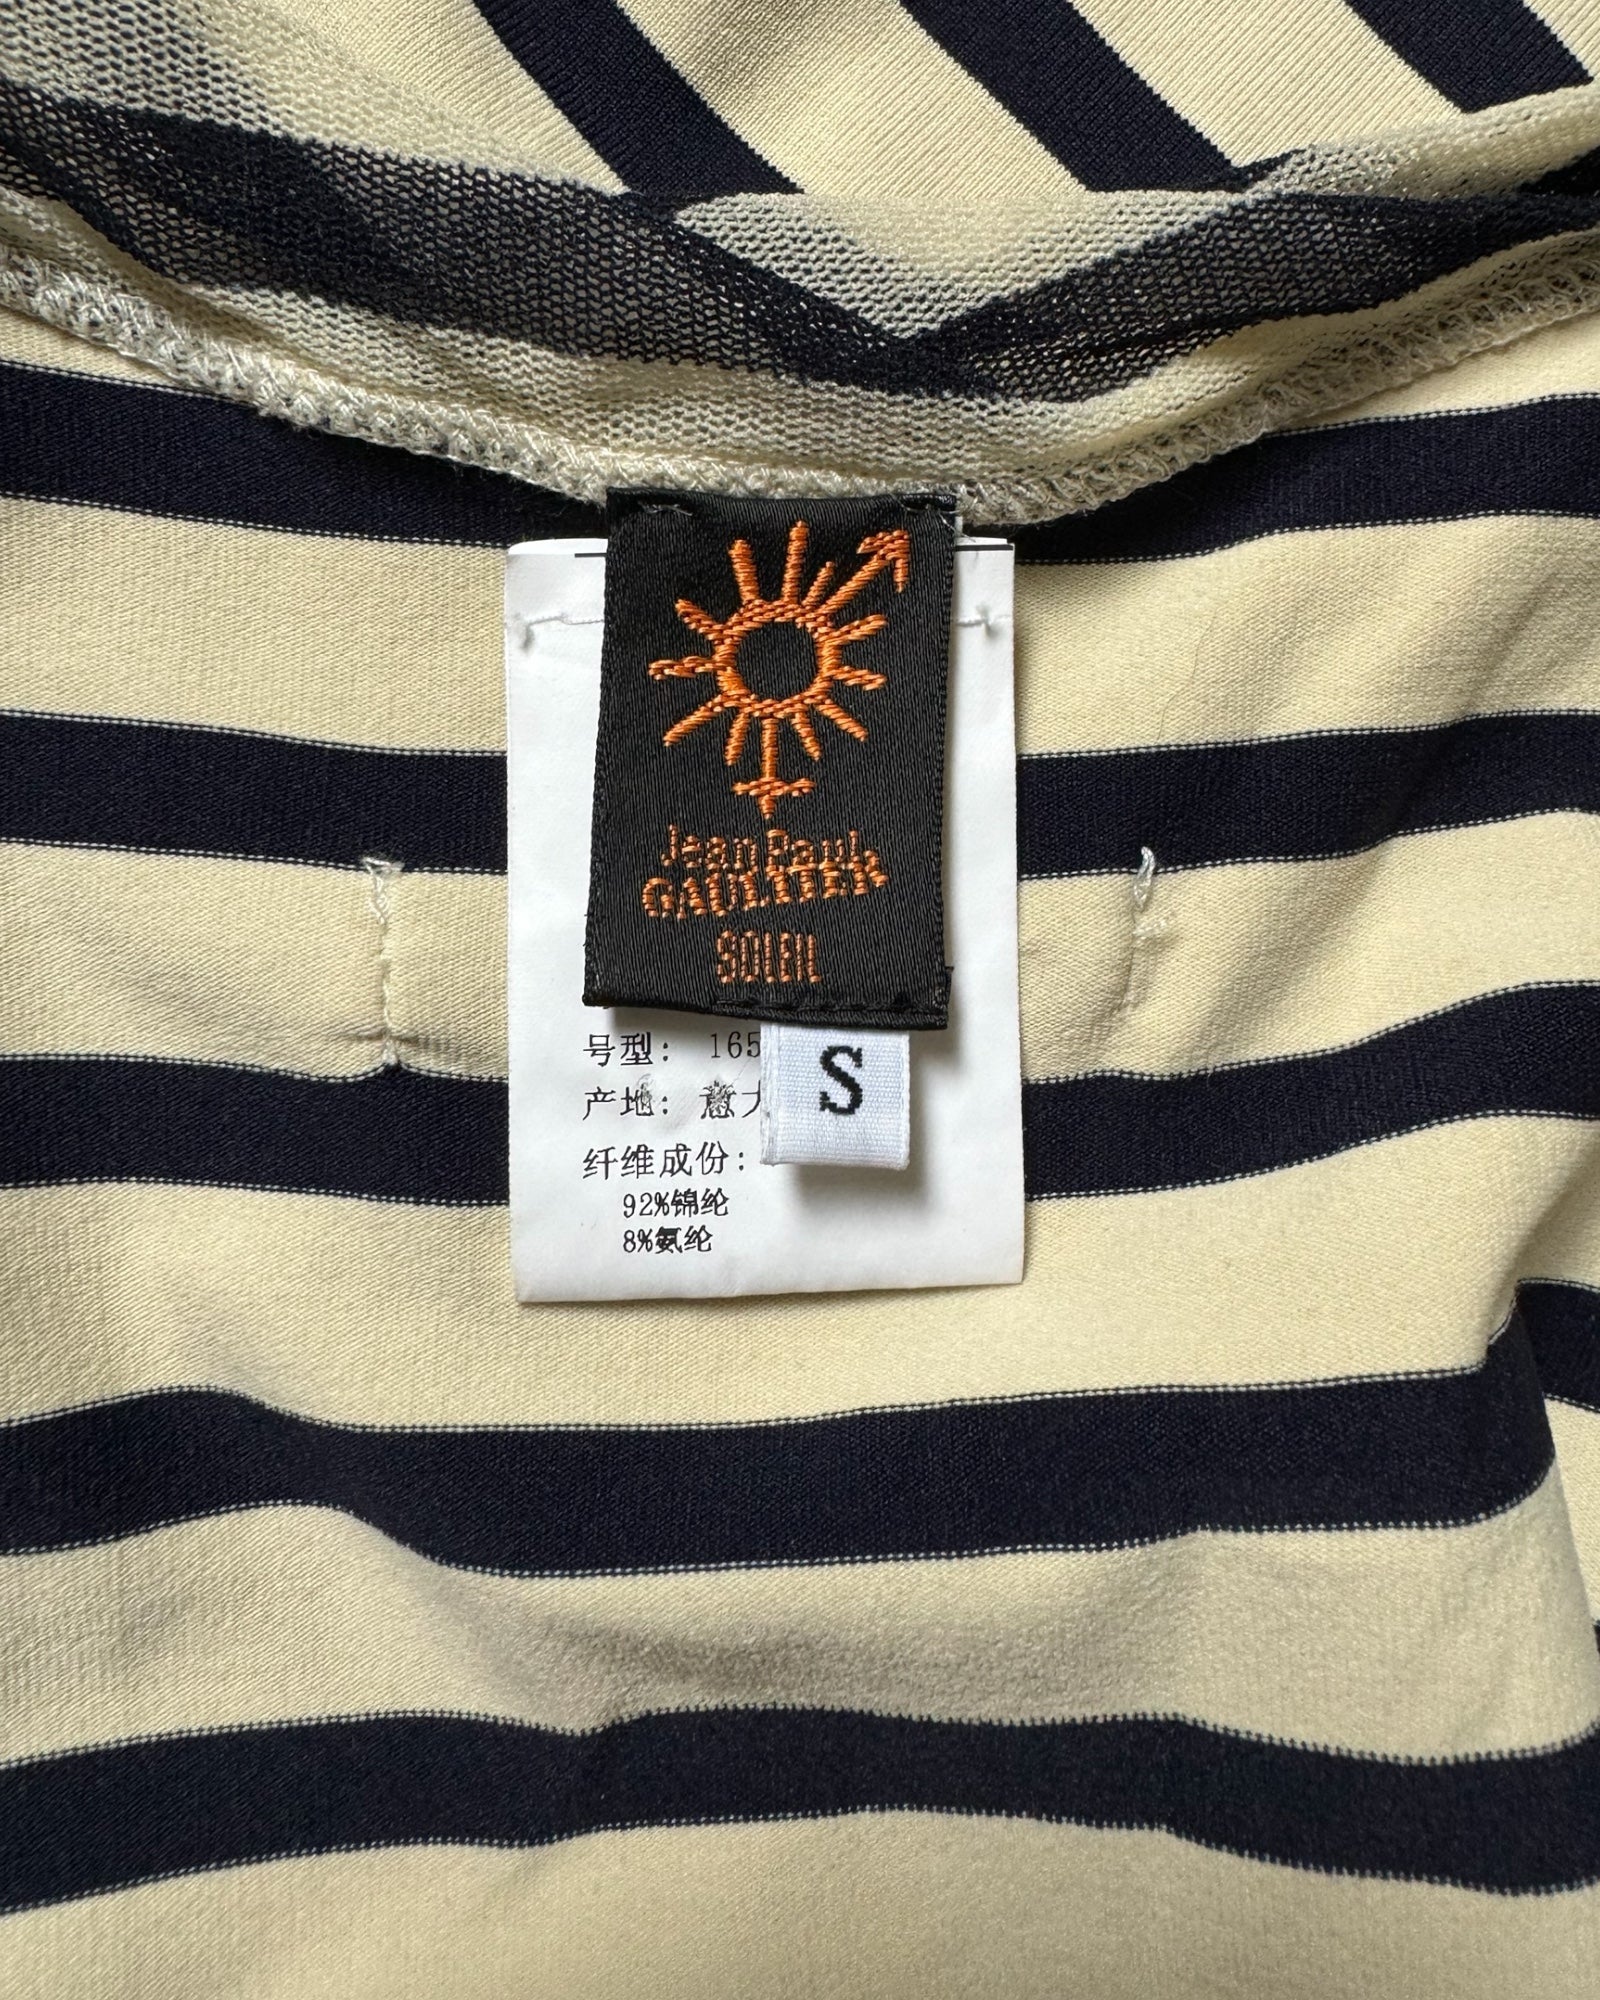 Jean Paul
GAULTIER
SOLEIL
号型: 165
S
产地: 意大
纤维成份:
92%锦纶
8%氨纶